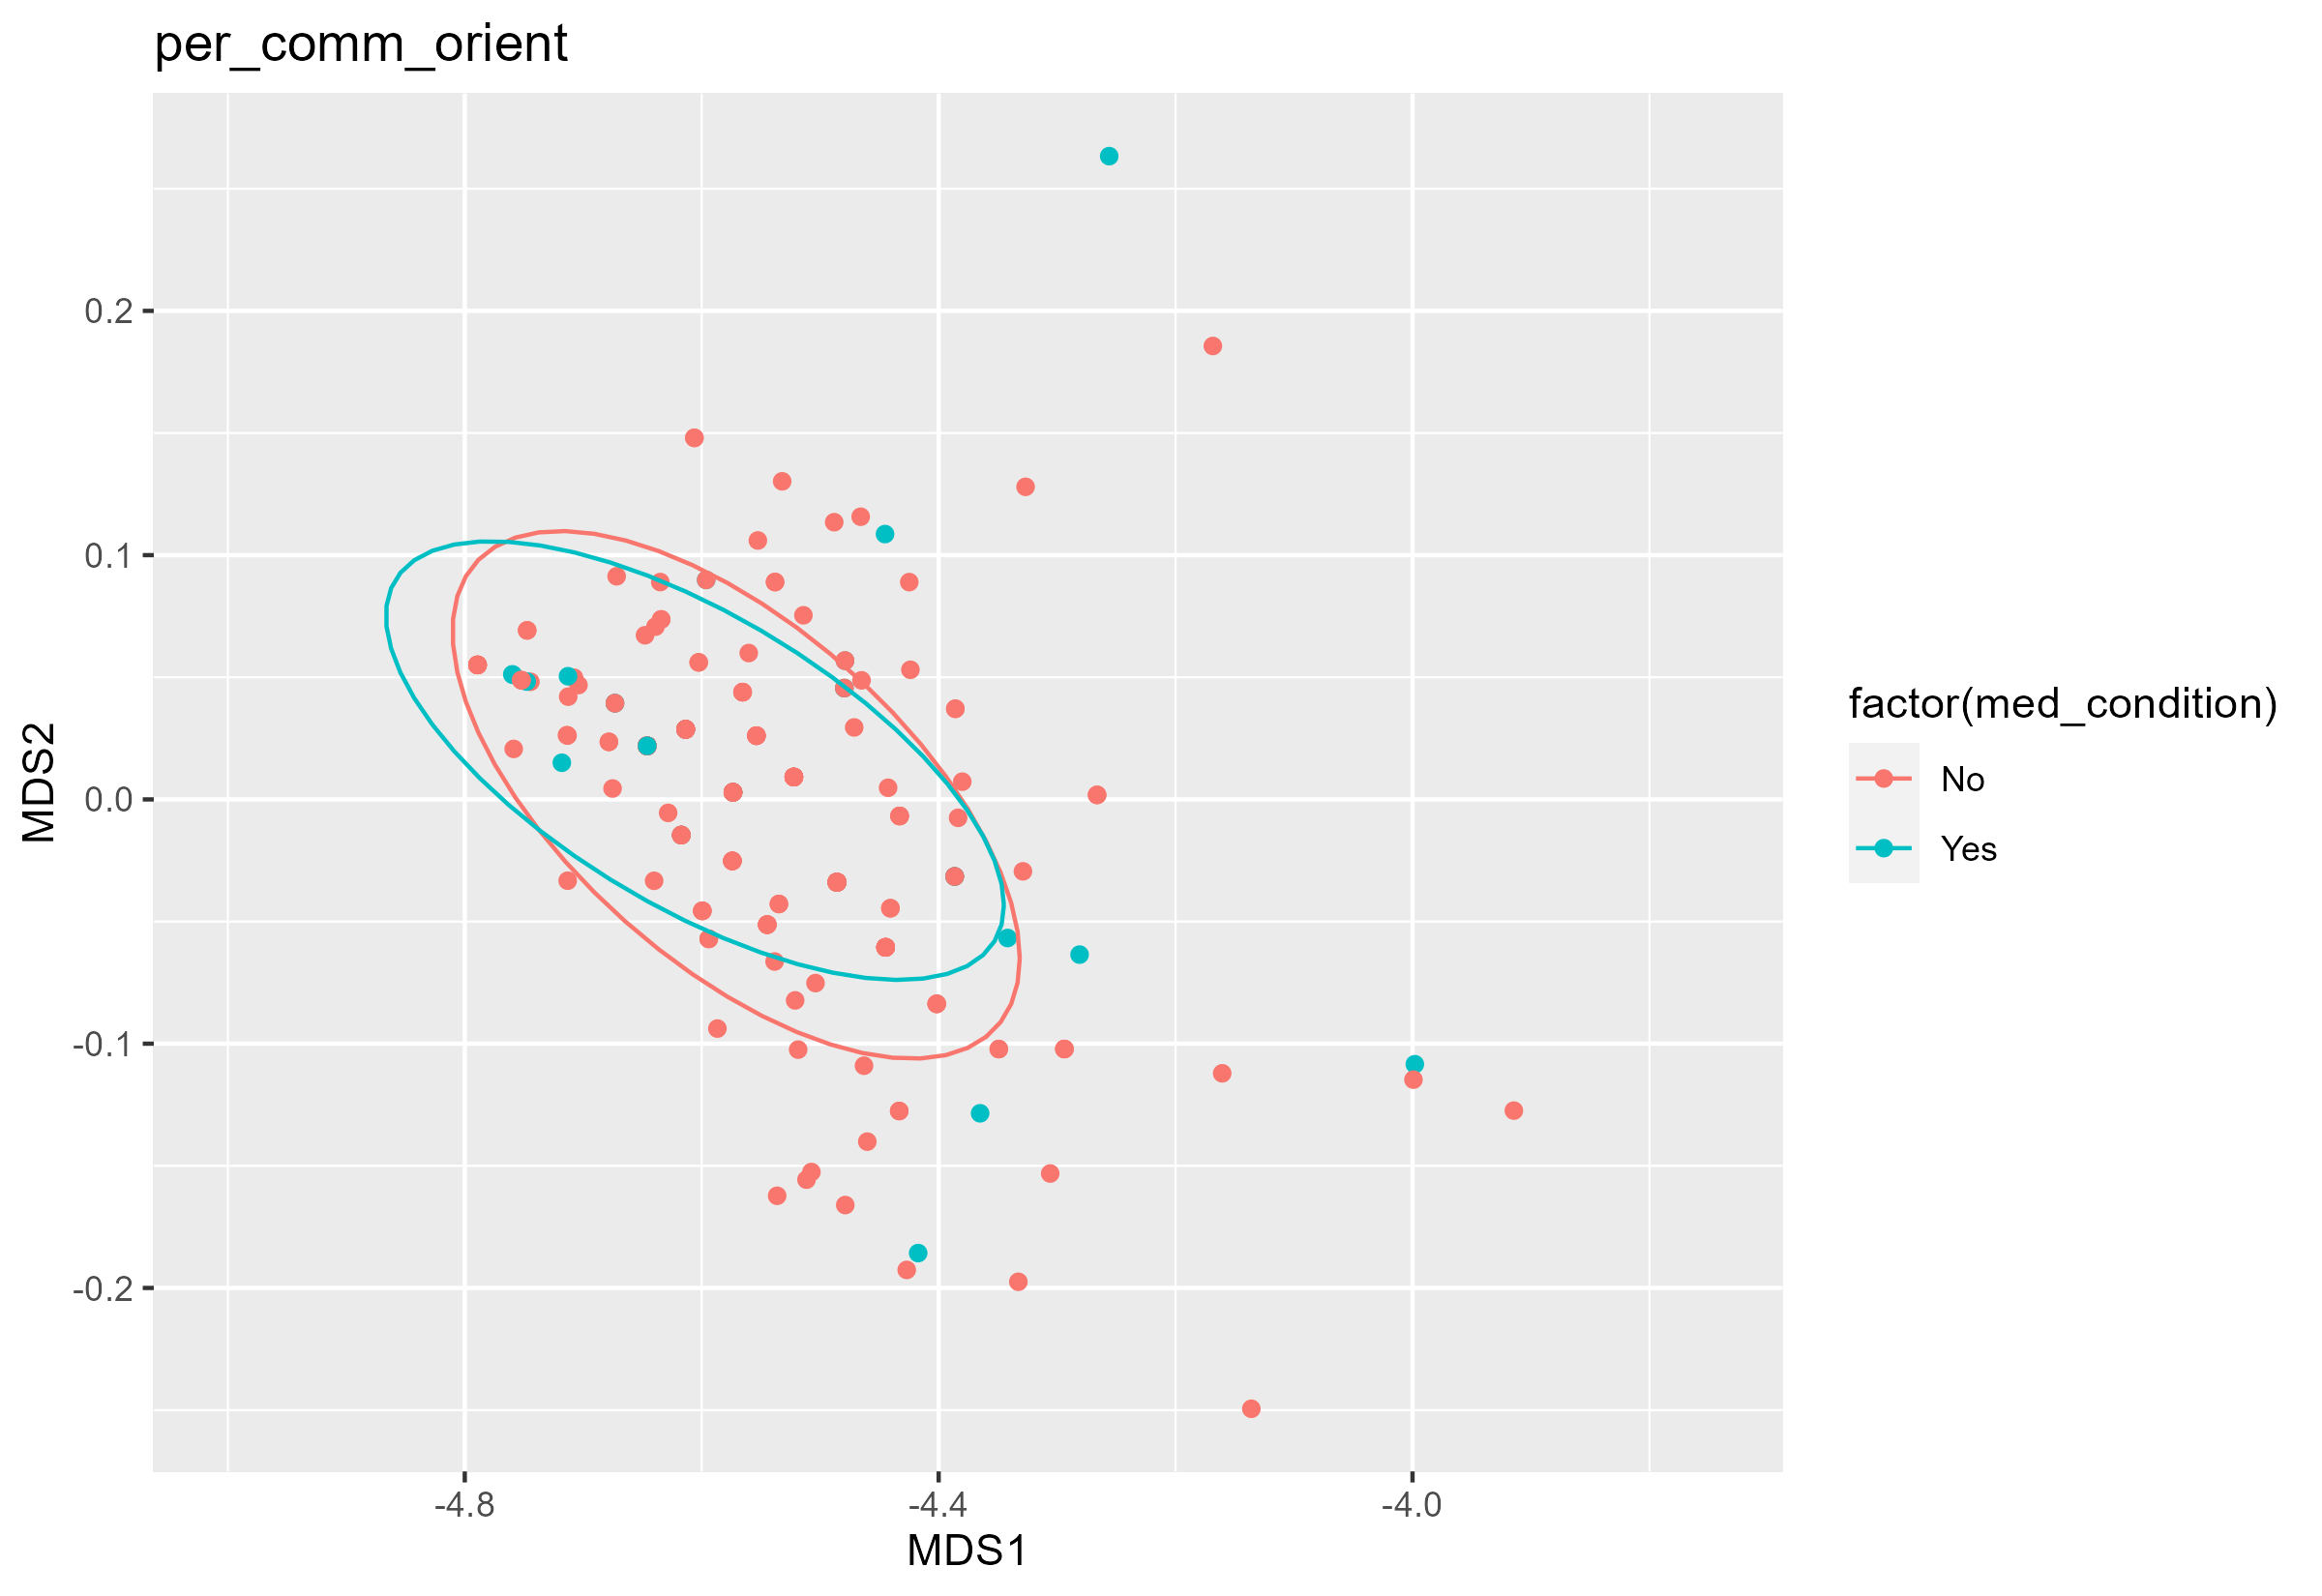 per_comm_orient
0.2
0.1
0.0
-0.1
-0.2
MDS2
-4.8
-4.4
-4.0
MDS1
factor(med_condition)
No
Yes